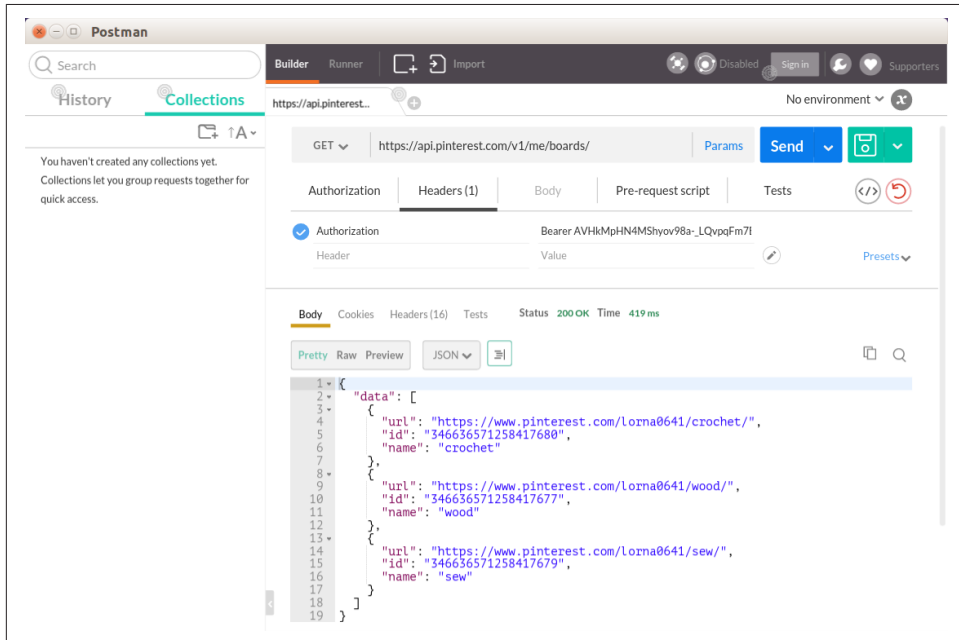 Postman
Search
Builder Runner Import Disabled Sign in Supporters
History Collections
https://api.pinterest... No environment
You haven't created any collections yet.
Collections let you group requests together for
quick access.
GET https://api.pinterest.com/v1/me/boards/ Params Send
Authorization Headers (1) Body Pre-request script Tests
Authorization Bearer AVHkMpHN4MShyov98a-_LQvpqFm7
Header Value Presets
Body Cookies Headers (16) Tests Status 200 OK Time 419 ms
Pretty Raw Preview JSON
1 {
2 "data": [
3 {
4 "url": "https://www.pinterest.com/lorna0641/crochet/",
5 "id": "346636571258417680",
6 "name": "crochet"
7 },
8 {
9 "url": "https://www.pinterest.com/lorna0641/wood/",
10 "id": "346636571258417677",
11 "name": "wood"
12 },
13 {
14 "url": "https://www.pinterest.com/lorna0641/sew/",
15 "id": "346636571258417679",
16 "name": "sew"
17 }
18 ]
19 }